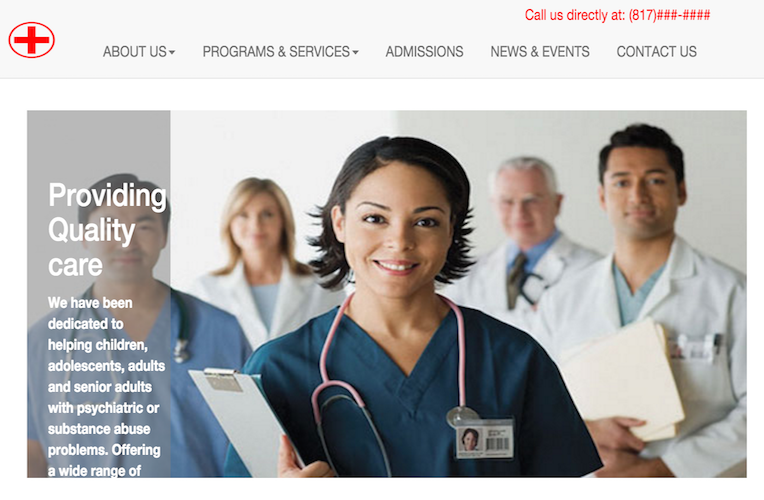 Call us directly at: (817)###-####
ABOUT US PROGRAMS & SERVICES ADMISSIONS NEWS & EVENTS CONTACT US
Providing
Quality
care
We have been
dedicated to
helping children,
adolescents, adults
and senior adults
with psychiatric or
substance abuse
problems. Offering
a wide range of